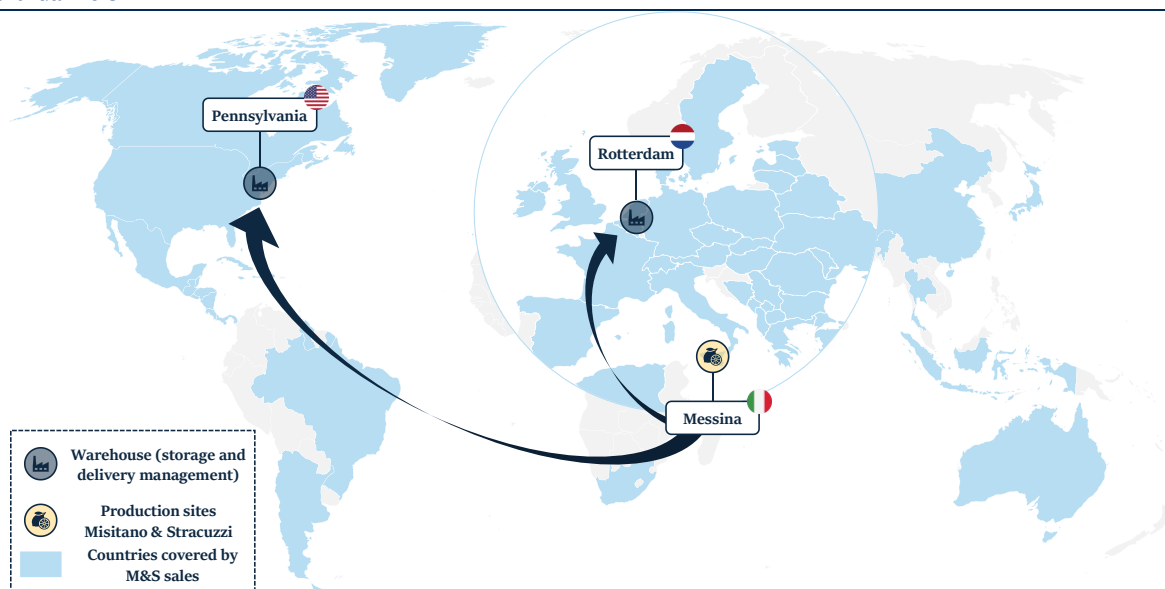 Pennsylvania
Rotterdam
Messina
Warehouse (storage and
delivery management)
Production sites
Misitano & Stracuzzi
Countries covered by
M&S sales